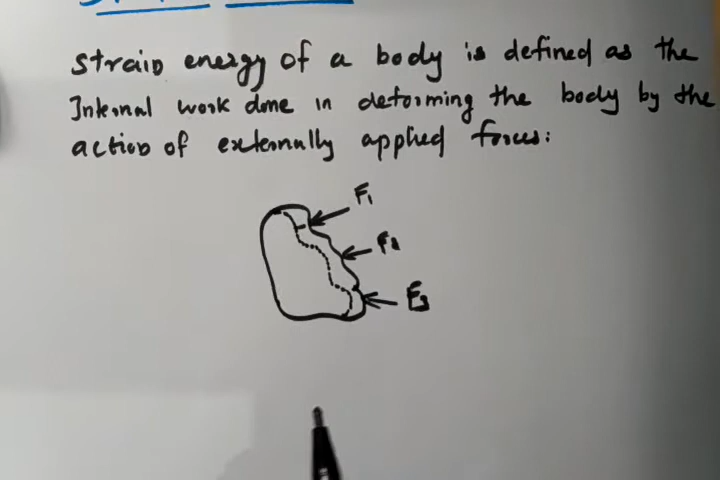 strain energy of a body is defined as the
Internal work done in deforming the body by the
action of externally applied forces:
F1
F2
F3